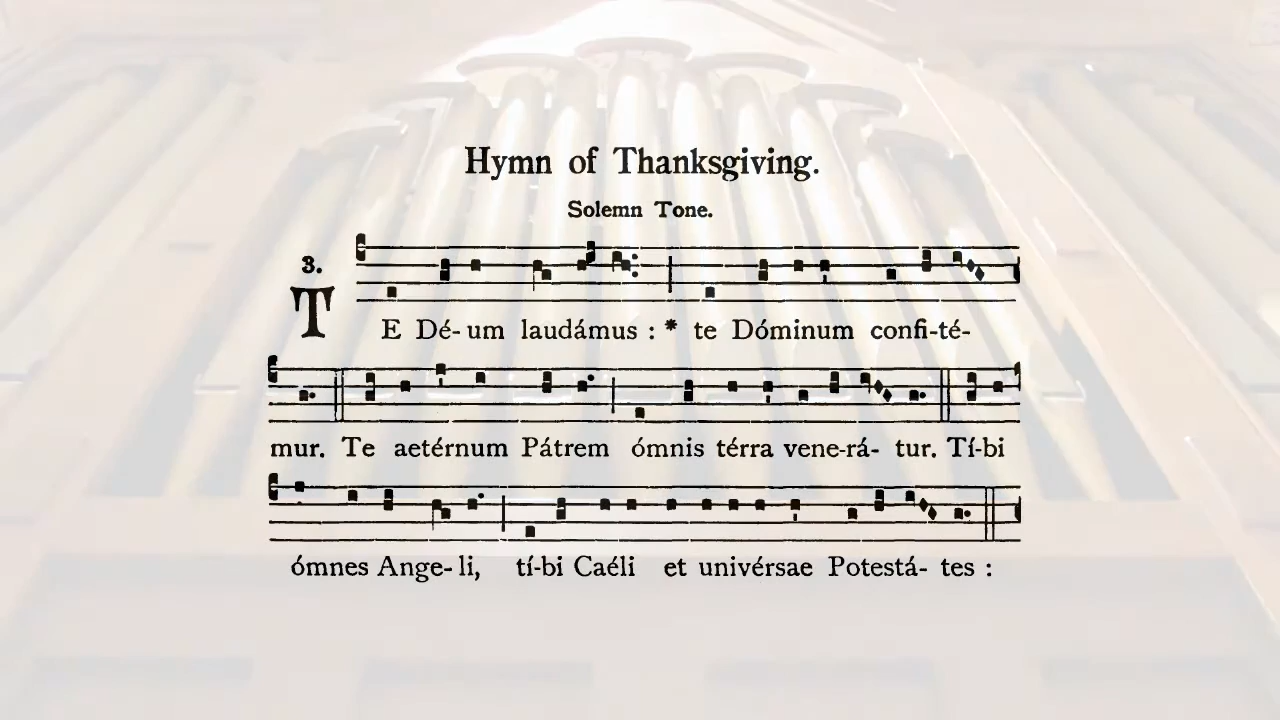 Hymn of Thanksgiving.
Solemn Tone.
3.
TE Dé-um laudámus : * te Dóminum confi-té-
mur. Te aetérnum Pátrem ómnis térra vene-rá- tur. Tí-bi
ómnes Ange-li, tí-bi Caéli et univérsae Potestá- tes :